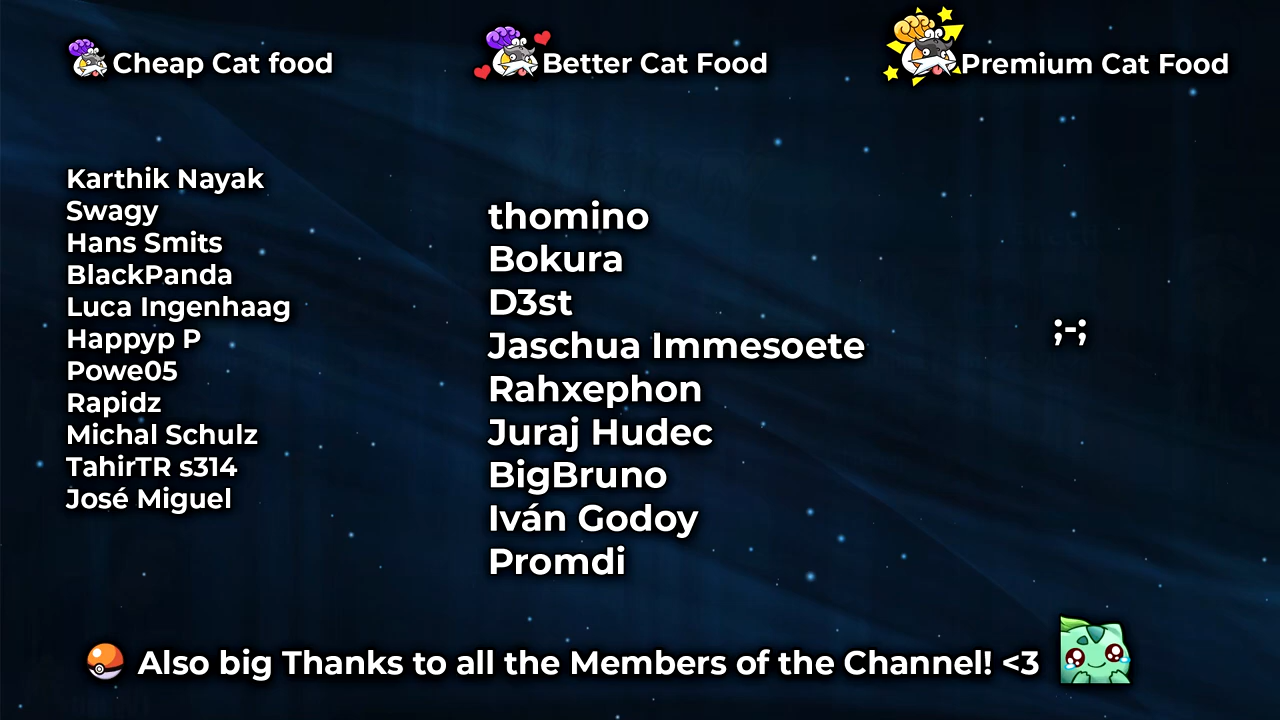 Cheap Cat food
Better Cat Food
Premium Cat Food
Karthik Nayak
Swagy
Hans Smits
BlackPanda
Luca Ingenhaag
Happyp P
Powe05
Rapidz
Michal Schulz
TahirTR s314
José Miguel
thomino
Bokura
D3st
Jaschua Immesoete
Rahxephon
Juraj Hudec
BigBruno
Iván Godoy
Promdi
;-;
Also big Thanks to all the Members of the Channel! <3